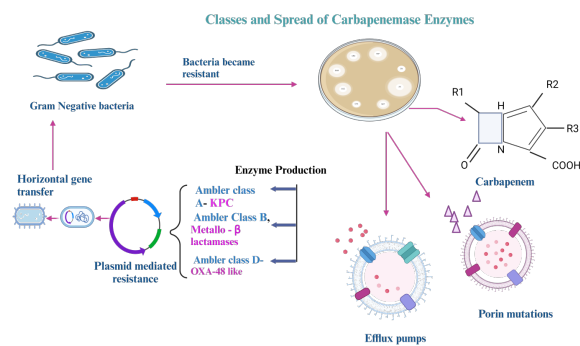 Classes and Spread of Carbapenemase Enzymes
Bacteria became
resistant
Gram Negative bacteria
R1
H
R2
R3
N
O
COOH
Carbapenem
Horizontal gene
transfer
Enzyme Production
Ambler class
A- KPC
Ambler Class B,
Metallo - β
lactamases
Ambler class D-
OXA-48 like
Plasmid mediated
resistance
Efflux pumps
Porin mutations